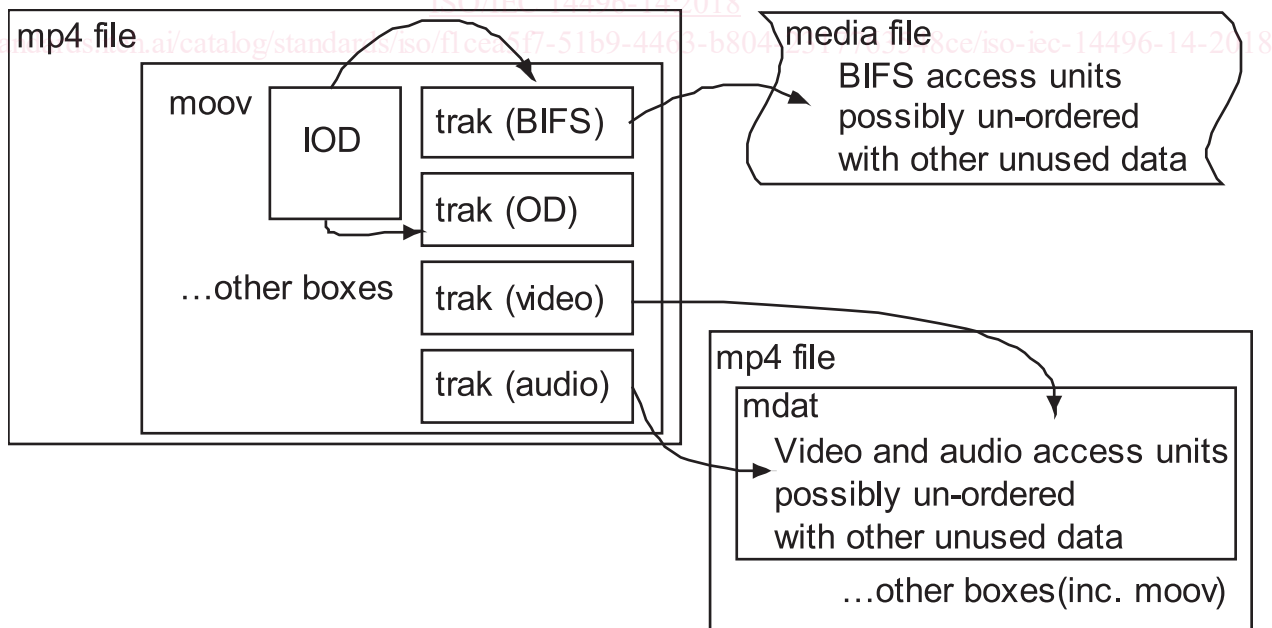 ISO/IEC 14496-14:2018
mp4 file
moov
IOD
trak (BIFS)
trak (OD)
…other boxes
trak (video)
trak (audio)
media file
BIFS access units
possibly un-ordered
with other unused data
mp4 file
mdat
Video and audio access units
possibly un-ordered
with other unused data
…other boxes(inc. moov)